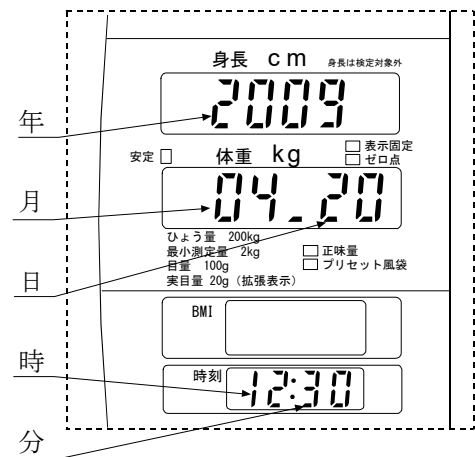 身長 cm 身長は検定対象外
2009
年
安定 体重 kg 表示固定
ゼロ点
04-20
月
ひょう量 200kg
最小測定量 2kg 正味量
目量 100g プリセット風袋
実目量 20g（拡張表示）
日
BMI
時
時刻 12:30
分